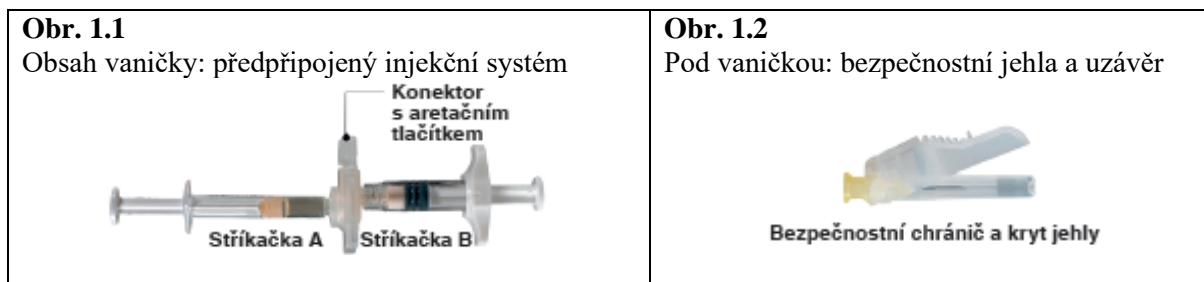 Obr. 1.1
Obsah vaničky: předpřipojený injekční systém
Konektor
s aretačním
tlačítkem
Stříkačka A
Stříkačka B
Obr. 1.2
Pod vaničkou: bezpečnostní jehla a uzávěr
Bezpečnostní chránič a kryt jehly